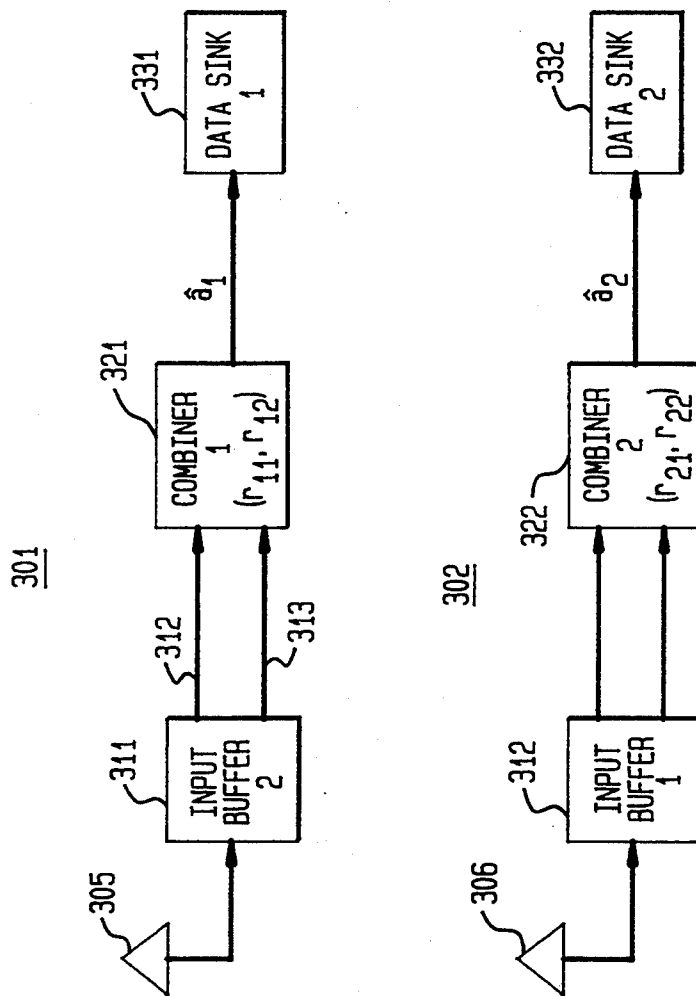 301
305
311
INPUT
BUFFER
2
312
313
321
COMBINER
1
(r11, r12)
â1
331
DATA SINK
1
302
306
312
INPUT
BUFFER
1
322
COMBINER
2
(r21, r22)
â2
332
DATA SINK
2